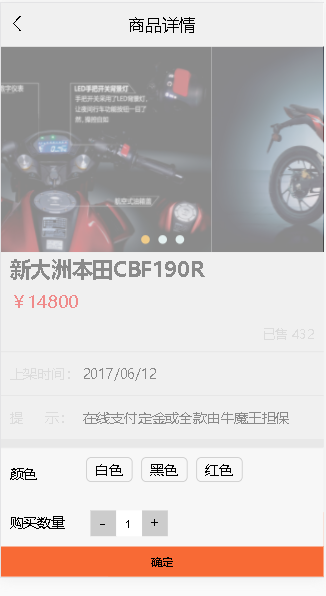 商品详情
数字仪表
LED手把开关背景灯
手把开关采用了LED背景灯,
让夜间行车功能按钮一目了
然,操控自如
航空式油箱盖
新大洲本田CBF190R
￥14800
已售 432
上架时间: 2017/06/12
提 示: 在线支付定金或全款由牛魔王担保
颜色 白色 黑色 红色
购买数量 - 1 +
确定